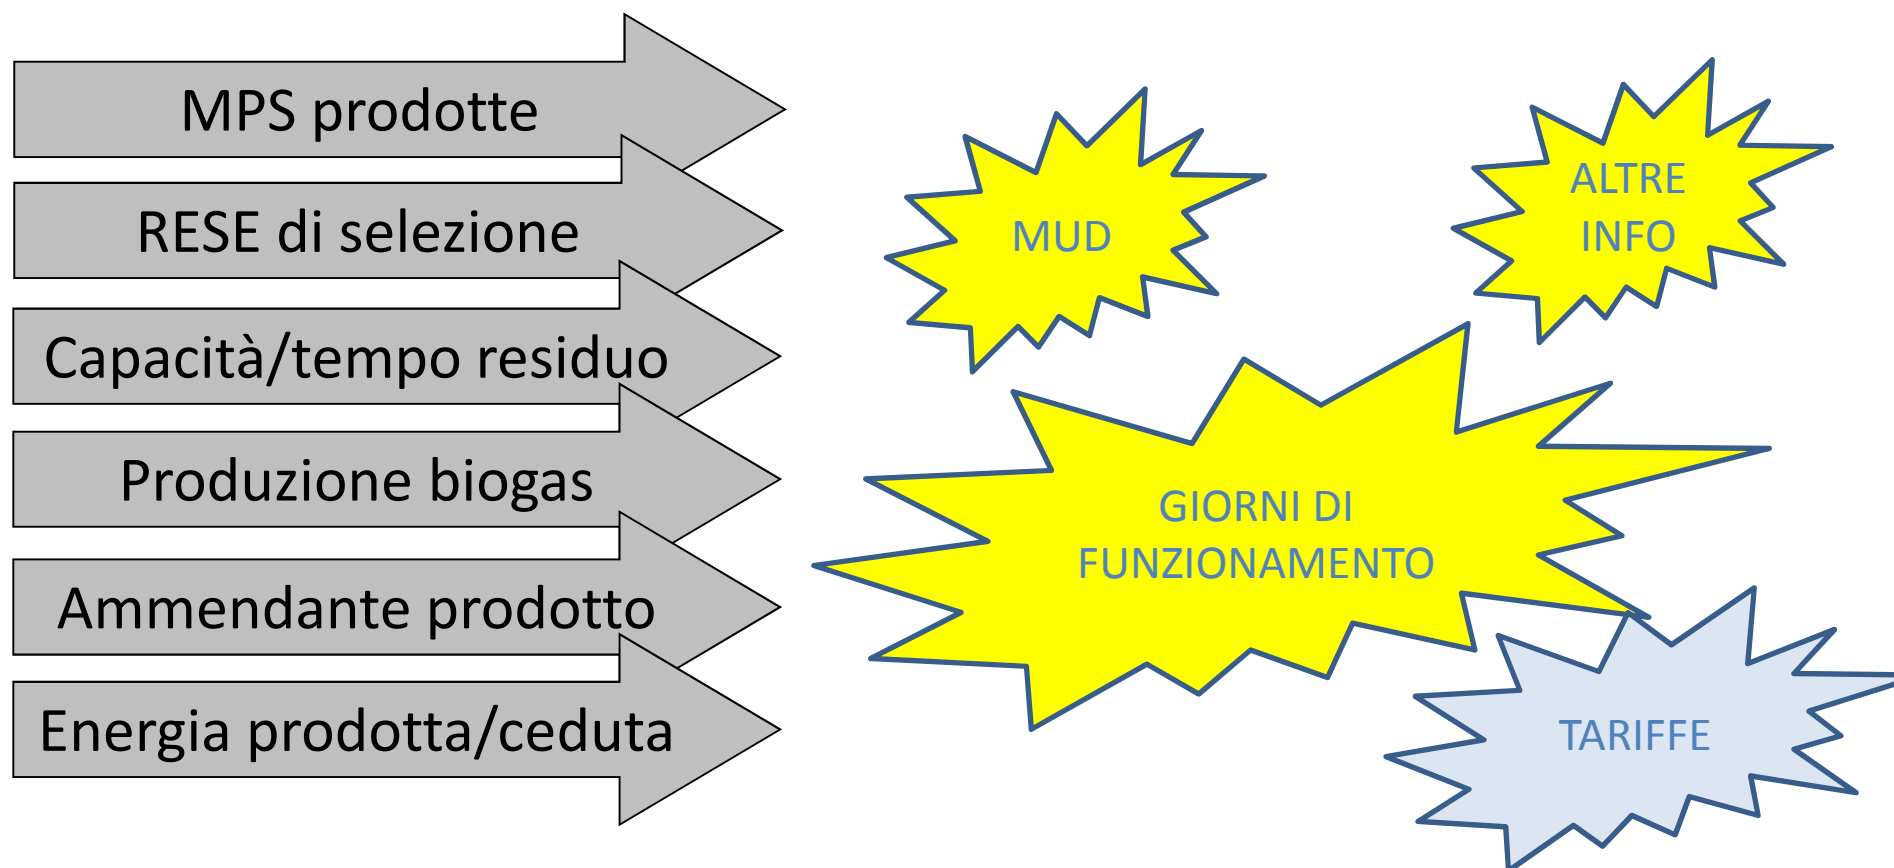 MPS prodotte
RESE di selezione
Capacità/tempo residuo
Produzione biogas
Ammendante prodotto
Energia prodotta/ceduta
MUD
ALTRE
INFO
GIORNI DI
FUNZIONAMENTO
TARIFFE